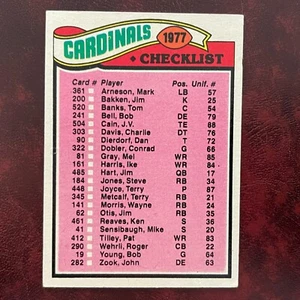 CARDINALS 1977
CHECKLIST
Card # Player Pos. Unif. #
361 Arneson, Mark LB 57
200 Bakken, Jim K 25
520 Banks, Tom C 54
241 Bell, Bob DE 79
504 Cain, J.V. TE 88
303 Davis, Charlie DT 76
90 Dierdorf, Dan T 72
322 Dobler, Conrad G 66
81 Gray, Mel WR 85
161 Harris, Ike WR 84
485 Hart, Jim QB 17
184 Jones, Steve RB 34
448 Joyce, Terry P 87
345 Metcalf, Terry RB 21
141 Morris, Wayne RB 24
62 Otis, Jim RB 35
461 Reaves, Ken S 36
41 Sensibaugh, Mike S 20
412 Tilley, Pat WR 83
290 Wehrli, Roger CB 22
19 Young, Bob G 64
282 Zook, John DE 63